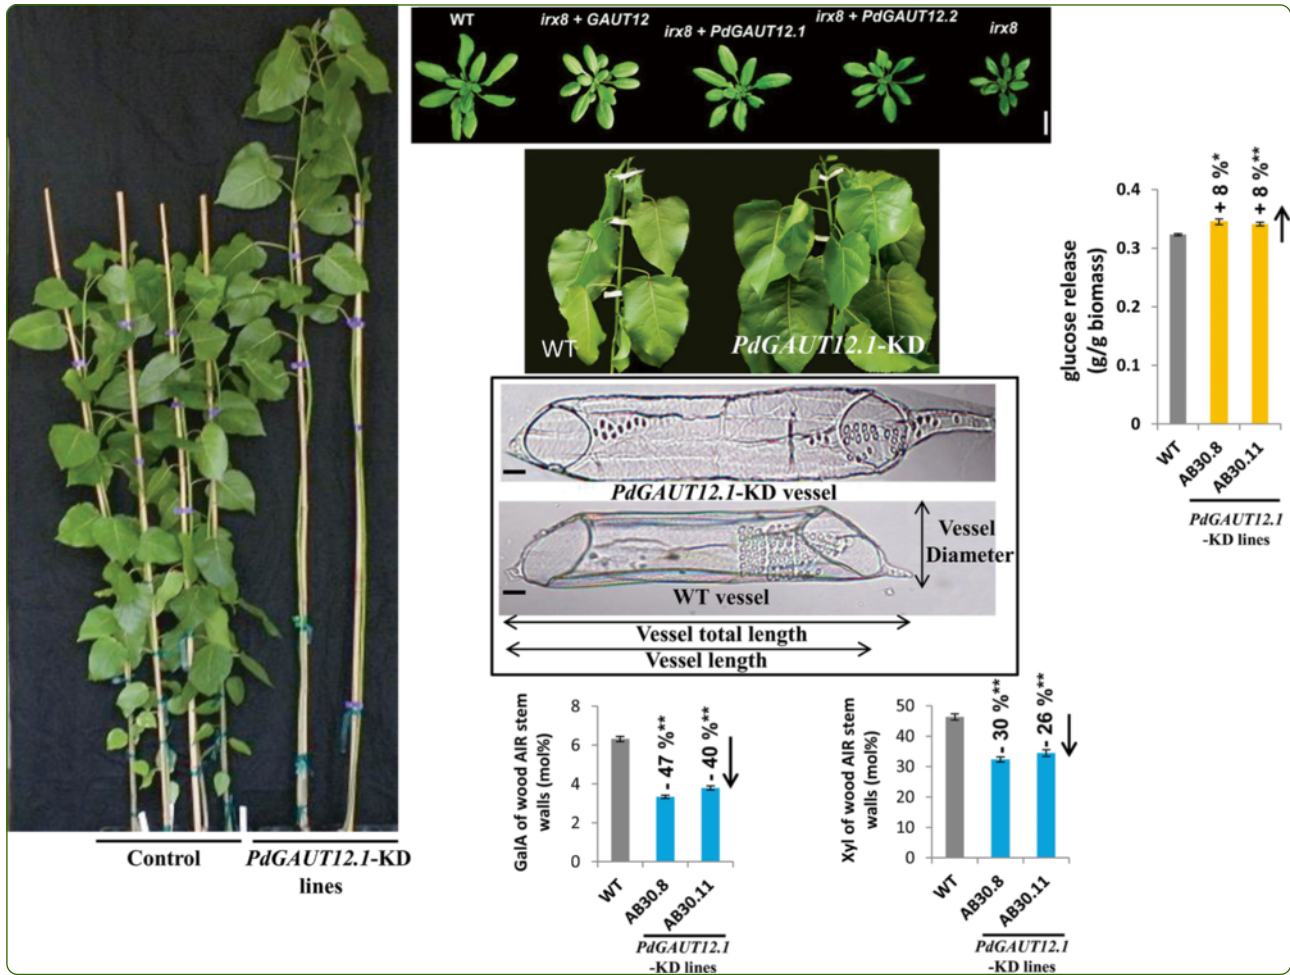 WT
irx8 + GAUT12
irx8 + PdGAUT12.1
irx8 + PdGAUT12.2
irx8
WT
PdGAUT12.1-KD
PdGAUT12.1-KD vessel
Vessel
Diameter
WT vessel
Vessel total length
Vessel length
Control
PdGAUT12.1-KD
lines
glucose release
(g/g biomass)
0.4
0.3
0.2
0.1
0
+ 8 %*
+ 8 %**
WT
AB30.8
AB30.11
PdGAUT12.1
-KD lines
GalA of wood AIR stem
walls (mol%)
8
6
4
2
0
- 47 %**
- 40 %**
WT
AB30.8
AB30.11
PdGAUT12.1
-KD lines
Xyl of wood AIR stem
walls (mol%)
50
40
30
20
10
0
- 30 %**
- 26 %**
WT
AB30.8
AB30.11
PdGAUT12.1
-KD lines